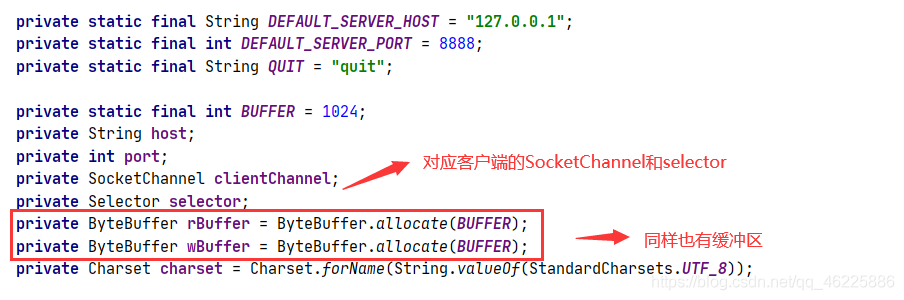 private static final String DEFAULT_SERVER_HOST = "127.0.0.1";
private static final int DEFAULT_SERVER_PORT = 8888;
private static final String QUIT = "quit";
private static final int BUFFER = 1024;
private String host;
private int port;
对应客户端的SocketChannel和selector
private SocketChannel clientChannel;
private Selector selector;
private ByteBuffer rBuffer = ByteBuffer.allocate(BUFFER);
private ByteBuffer wBuffer = ByteBuffer.allocate(BUFFER);
同样也有缓冲区
private Charset charset = Charset.forName(String.valueOf(StandardCharsets.UTF_8));
https://blog.csdn.net/qq_46225886